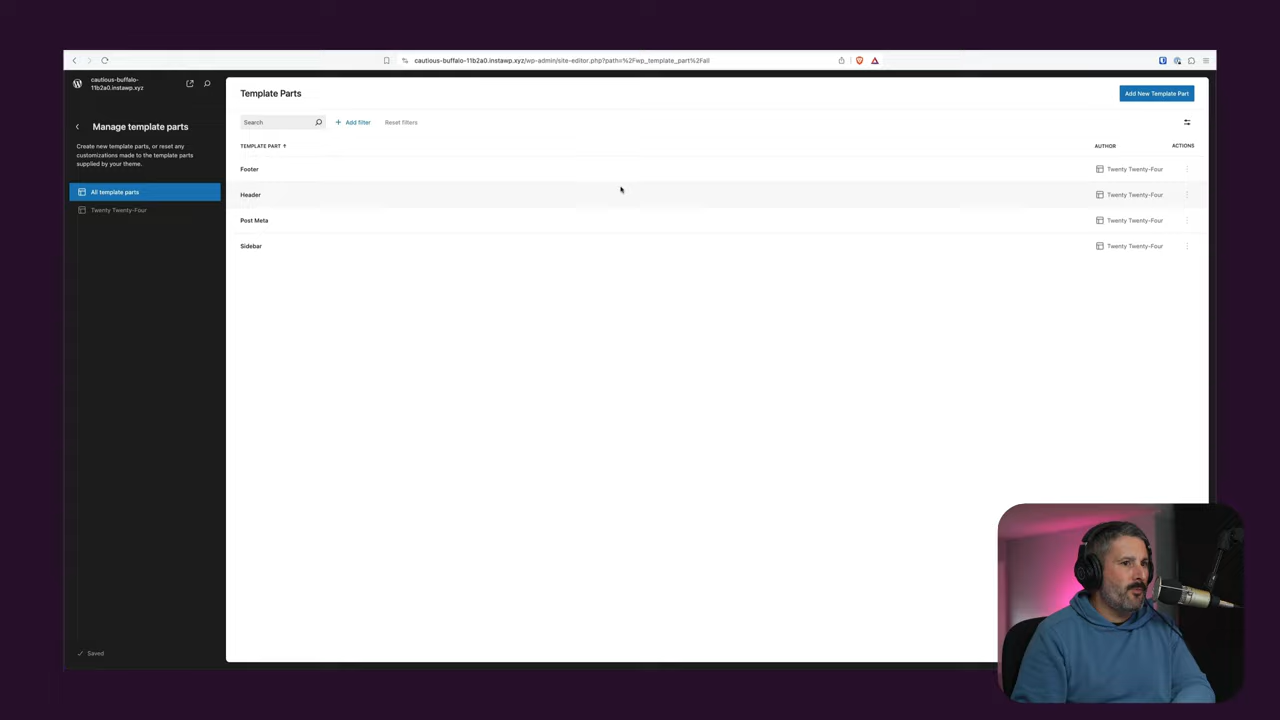 cautious-buffalo-11b2a0.instawp.xyz/wp-admin/site-editor.php?path=%2Fwp_template_part%2Fall
cautious-buffalo-
11b2a0.instawp.xyz
Manage template parts
Create new template parts, or reset any
customizations made to the template parts
supplied by your theme.
All template parts
Twenty Twenty-Four
Saved
Template Parts
Add New Template Part
Search
+ Add filter
Reset filters
TEMPLATE PART ↑
AUTHOR
ACTIONS
Footer
Twenty Twenty-Four
Header
Twenty Twenty-Four
Post Meta
Twenty Twenty-Four
Sidebar
Twenty Twenty-Four